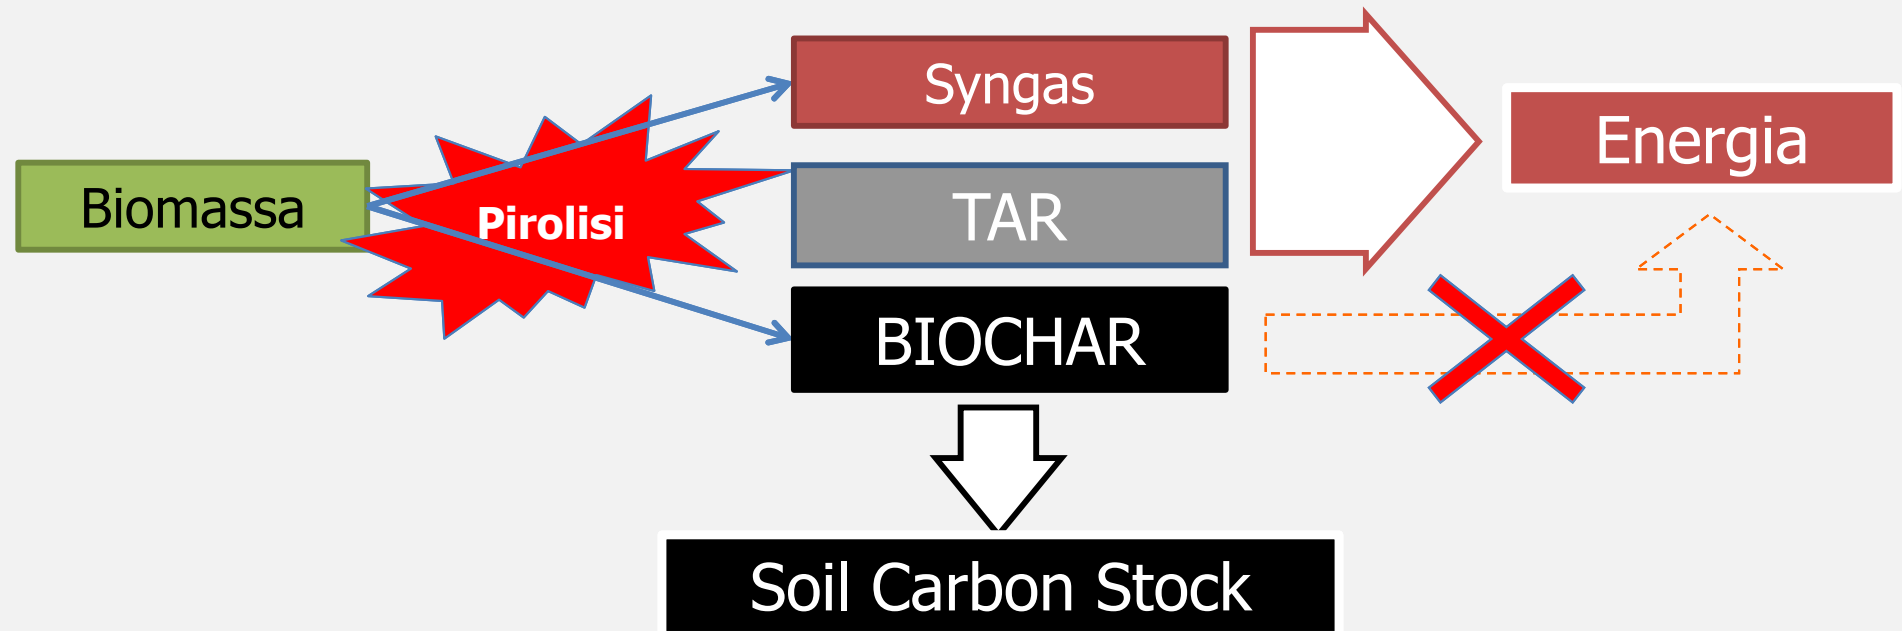 Syngas
Energia
Biomassa
Pirolisi
TAR
BIOCHAR
Soil Carbon Stock